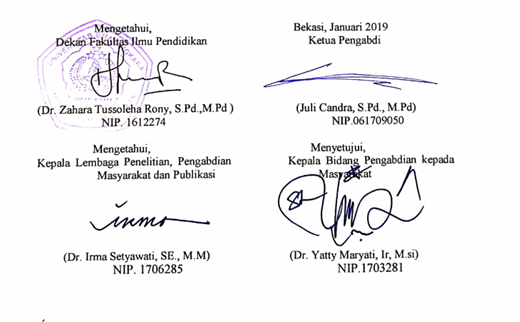 Mengetahui,
Dekan Fakultas Ilmu Pendidikan
(Dr. Zahara Tussoleha Rony, S.Pd.,M.Pd )
NIP. 1612274
Bekasi, Januari 2019
Ketua Pengabdi
(Juli Candra, S.Pd., M.Pd)
NIP.061709050
Mengetahui,
Kepala Lembaga Penelitian, Pengabdian
Masyarakat dan Publikasi
(Dr. Irma Setyawati, SE., M.M)
NIP. 1706285
Menyetujui,
Kepala Bidang Pengabdian kepada
Masyarakat
(Dr. Yatty Maryati, Ir, M.si)
NIP.1703281